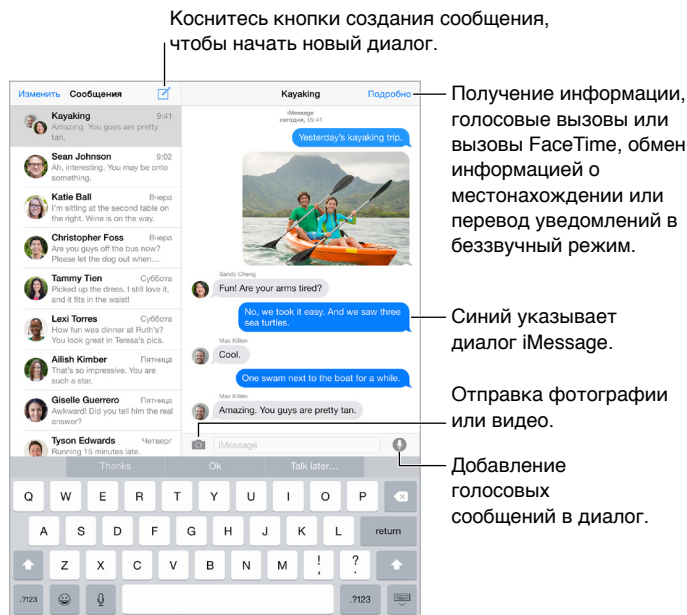 Коснитесь кнопки создания сообщения,
чтобы начать новый диалог.
Изменить Сообщения
Kayaking 9:41
Amazing. You guys are pretty
tan.
Sean Johnson 9:02
Ah, interesting. You may be onto
something.
Katie Ball Вчера
I'm sitting at the second table on
the right. Wine is on the way.
Christopher Foss Вчера
Are you guys off the bus now?
Please let the dog out when...
Tammy Tien Суббота
Picked up the dress. I still love it,
and it fits in the waist!
Lexi Torres Суббота
How fun was dinner at Ruth's?
You look great in Teresa's pics.
Ailish Kimber Пятница
That's so impressive. You are
such a star.
Giselle Guerrero Пятница
Awkward! Did you tell him the real
answer?
Tyson Edwards Четверг
Running 15 minutes late.
Kayaking Подробно
iMessage
сегодня, 09:41
Yesterday's kayaking trip.
Sandy Cheng
Fun! Are your arms tired?
No, we took it easy. And we saw three
sea turtles.
Max Killen
Cool.
One swam next to the boat for a while.
Max Killen
Amazing. You guys are pretty tan.
iMessage
Thanks Ok Talk later...
Q W E R T Y U I O P
A S D F G H J K L return
Z X C V B N M ! , ? .
.?123 .?123
Получение информации,
голосовые вызовы или
вызовы FaceTime, обмен
информацией о
местонахождении или
перевод уведомлений в
беззвучный режим.
Синий указывает
диалог iMessage.
Отправка фотографии
или видео.
Добавление
голосовых
сообщений в диалог.